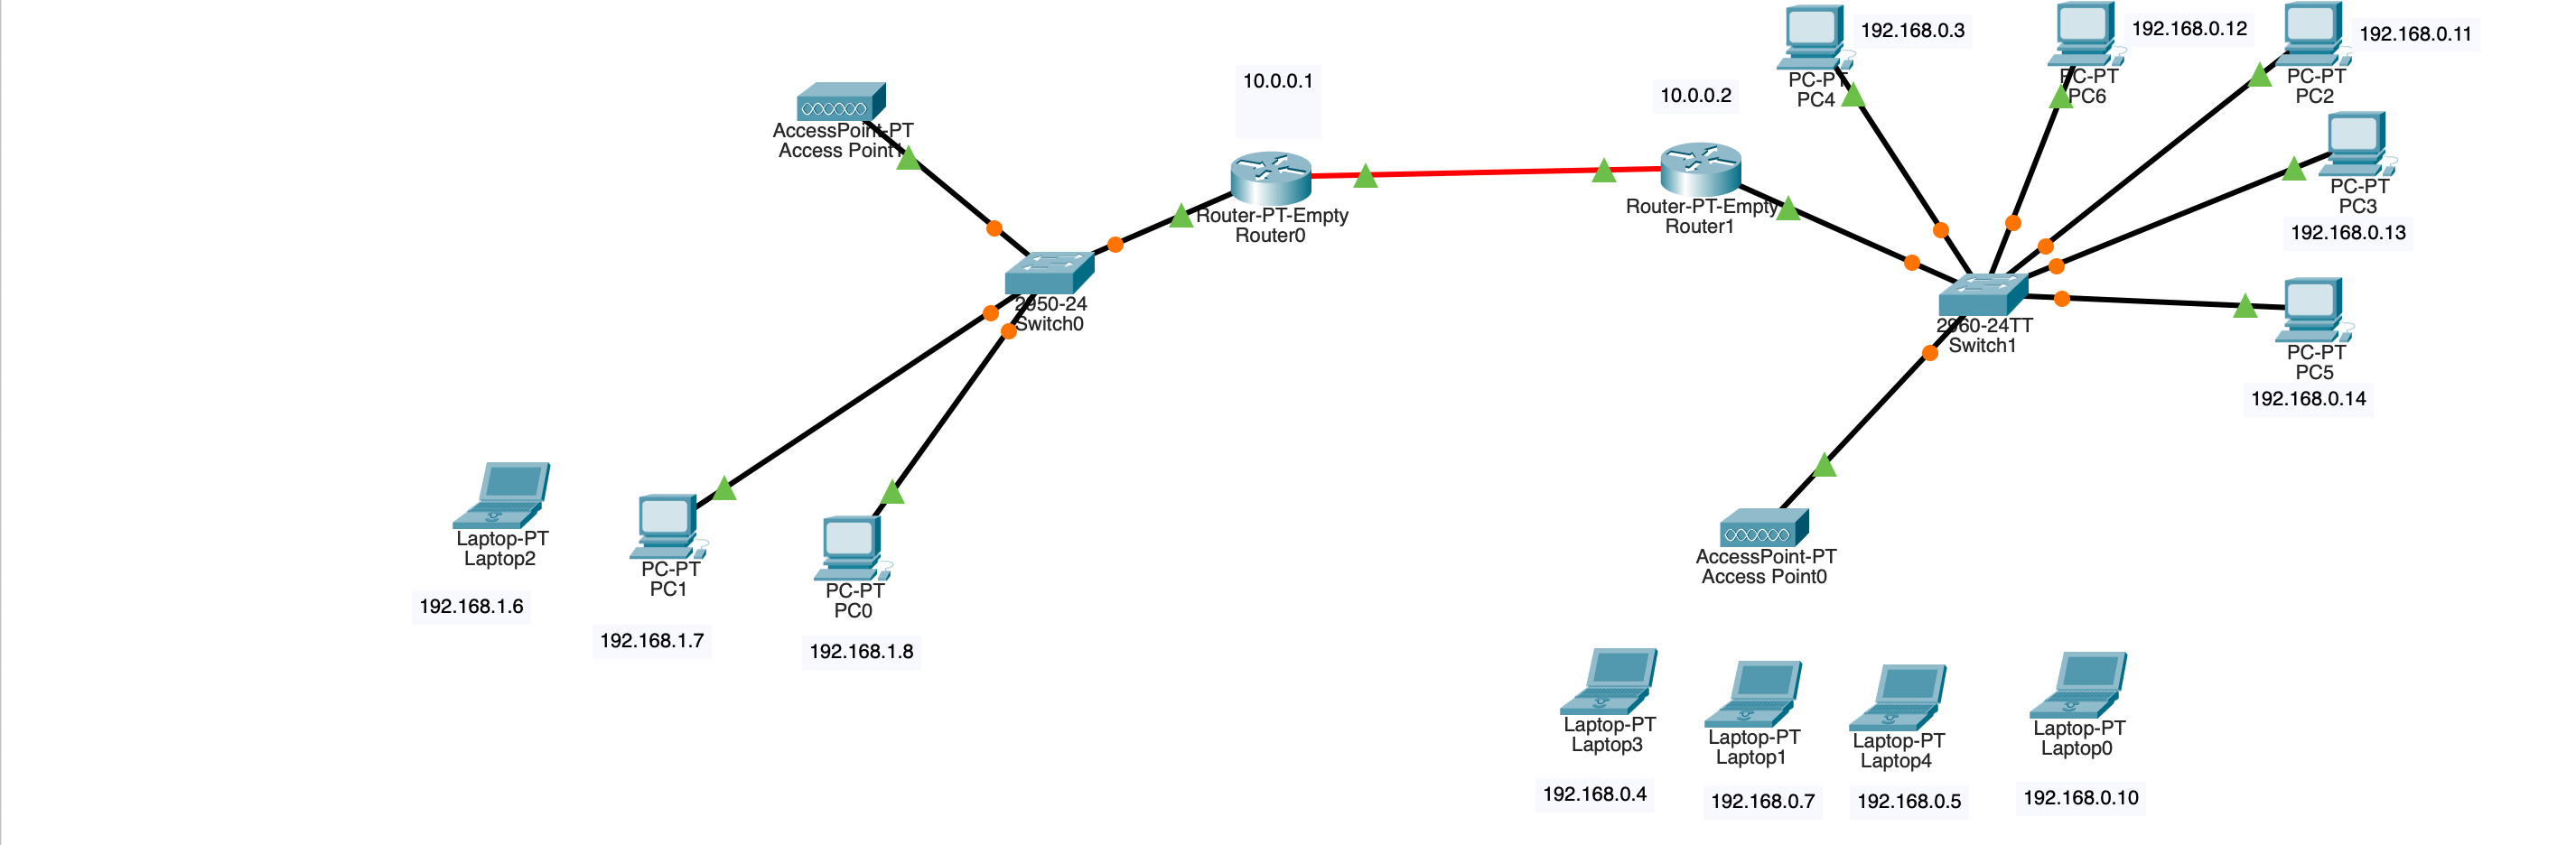 192.168.0.3
192.168.0.12
192.168.0.11
PC-PT
PC4
PC-PT
PC6
PC-PT
PC2
10.0.0.1
10.0.0.2
AccessPoint-PT
Access Point1
PC-PT
PC3
192.168.0.13
Router-PT-Empty
Router0
Router-PT-Empty
Router1
2950-24
Switch0
2960-24TT
Switch1
PC-PT
PC5
192.168.0.14
Laptop-PT
Laptop2
192.168.1.6
PC-PT
PC1
192.168.1.7
PC-PT
PC0
192.168.1.8
AccessPoint-PT
Access Point0
Laptop-PT
Laptop3
192.168.0.4
Laptop-PT
Laptop1
192.168.0.7
Laptop-PT
Laptop4
192.168.0.5
Laptop-PT
Laptop0
192.168.0.10